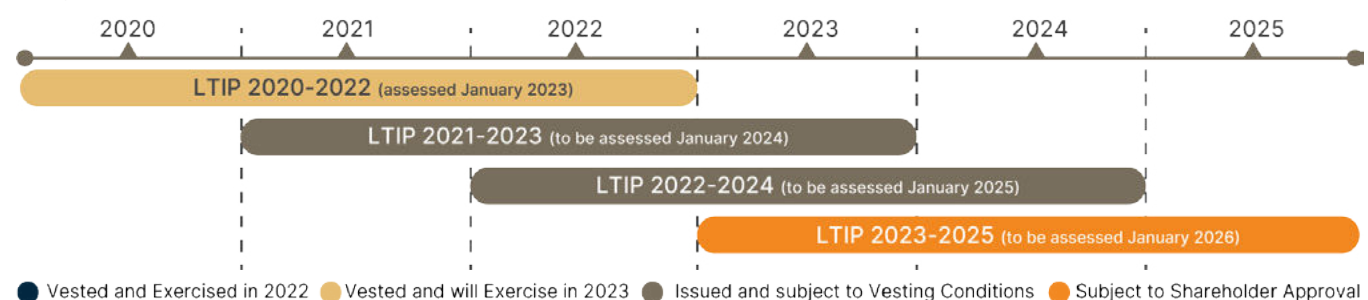 2020 2021 2022 2023 2024 2025
LTIP 2020-2022 (assessed January 2023)
LTIP 2021-2023 (to be assessed January 2024)
LTIP 2022-2024 (to be assessed January 2025)
LTIP 2023-2025 (to be assessed January 2026)
Vested and Exercised in 2022 Vested and will Exercise in 2023 Issued and subject to Vesting Conditions Subject to Shareholder Approval